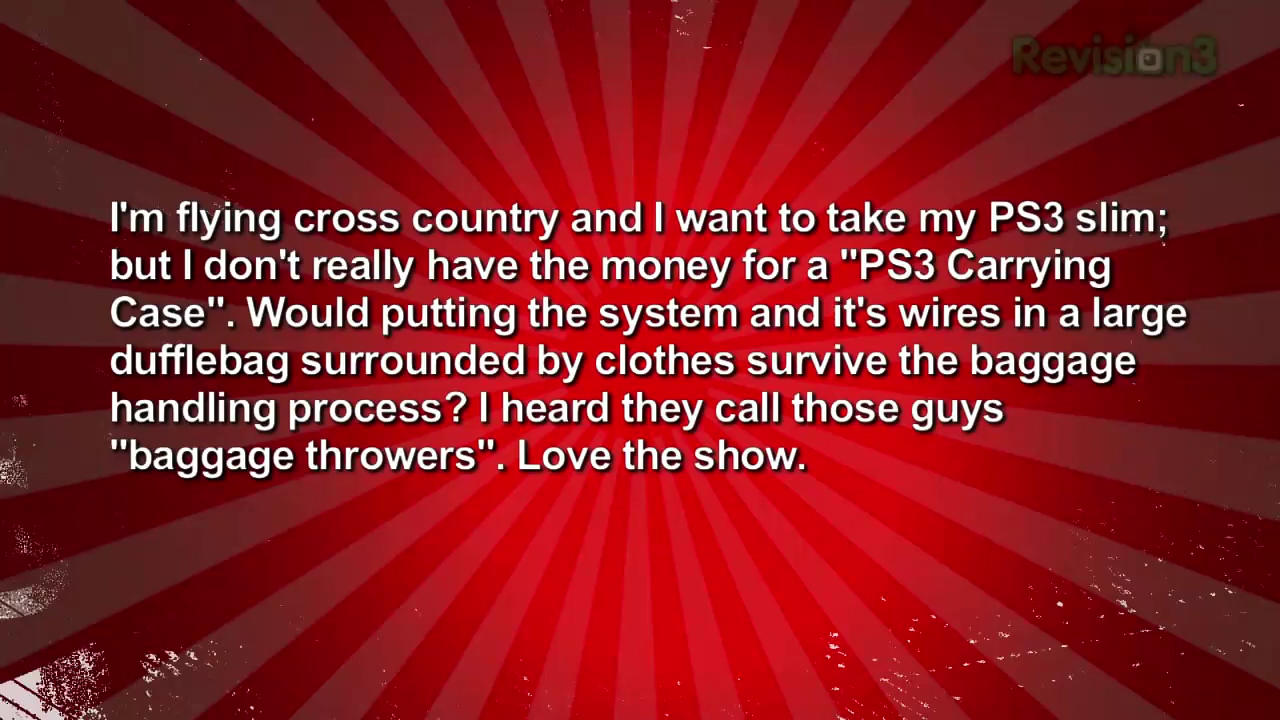 Revision3
I'm flying cross country and I want to take my PS3 slim;
but I don't really have the money for a "PS3 Carrying
Case". Would putting the system and it's wires in a large
dufflebag surrounded by clothes survive the baggage
handling process? I heard they call those guys
"baggage throwers". Love the show.